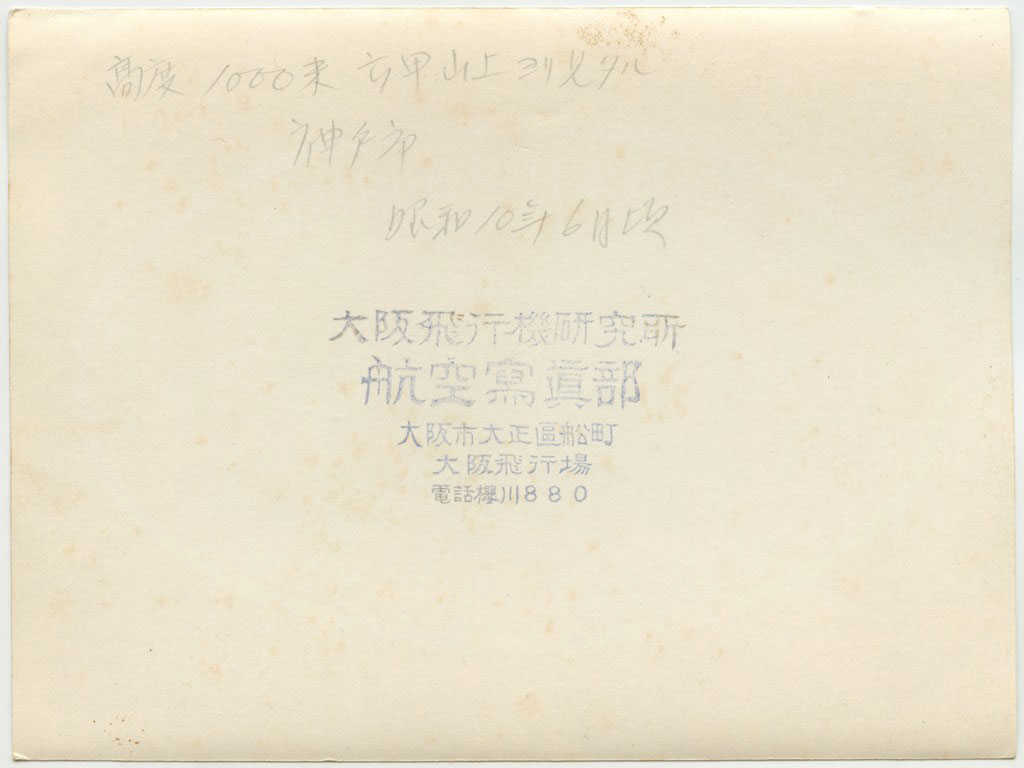 高度 1000米 六甲山上ヨリ見タル
神戸市
昭和10年6月頃
大阪飛行機研究所
航空寫眞部
大阪市大正區船町
大阪飛行場
電話櫻川880